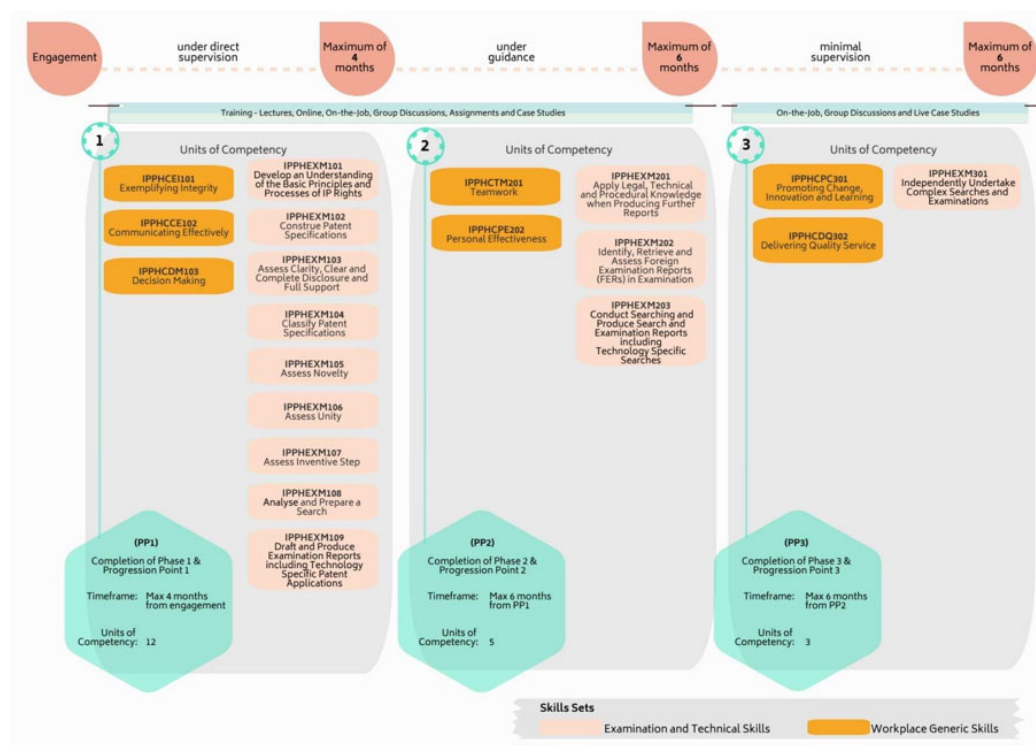 Engagement
under direct
supervision
Maximum of
4
months
under
guidance
Maximum of
6
months
minimal
supervision
Maximum of
6
months
Training - Lectures, Online, On-the-Job, Group Discussions, Assignments and Case Studies
On-the-Job, Group Discussions and Live Case Studies
1
Units of Competency
IPPHCEI101
Exemplifying Integrity
IPPHCCE102
Communicating Effectively
IPPHCDM103
Decision Making
IPPHEXM101
Develop an Understanding
of the Basic Principles and
Processes of IP Rights
IPPHEXM102
Construe Patent
Specifications
IPPHEXM103
Assess Clarity, Clear and
Complete Disclosure and
Full Support
IPPHEXM104
Classify Patent
Specifications
IPPHEXM105
Assess Novelty
IPPHEXM106
Assess Unity
IPPHEXM107
Assess Inventive Step
IPPHEXM108
Analyse and Prepare a
Search
IPPHEXM109
Draft and Produce
Examination Reports
including Technology
Specific Patent
Applications
(PP1)
Completion of Phase 1 &
Progression Point 1
Timeframe: Max 4 months
from engagement
Units of
Competency: 12
2
Units of Competency
IPPHCTM201
Teamwork
IPPHCPE202
Personal Effectiveness
IPPHEXM201
Apply Legal, Technical
and Procedural Knowledge
when Producing Further
Reports
IPPHEXM202
Identify, Retrieve and
Assess Foreign
Examination Reports
(FERs) in Examination
IPPHEXM203
Conduct Searching and
Produce Search and
Examination Reports
including
Technology Specific
Searches
(PP2)
Completion of Phase 2 &
Progression Point 2
Timeframe: Max 6 months
from PP1
Units of
Competency: 5
3
Units of Competency
IPPHCPC301
Promoting Change,
Innovation and Learning
IPPHCDQ302
Delivering Quality Service
IPPHEXM301
Independently Undertake
Complex Searches and
Examinations
(PP3)
Completion of Phase 3 &
Progression Point 3
Timeframe: Max 6 months
from PP2
Units of
Competency: 3
Skills Sets
Examination and Technical Skills
Workplace Generic Skills